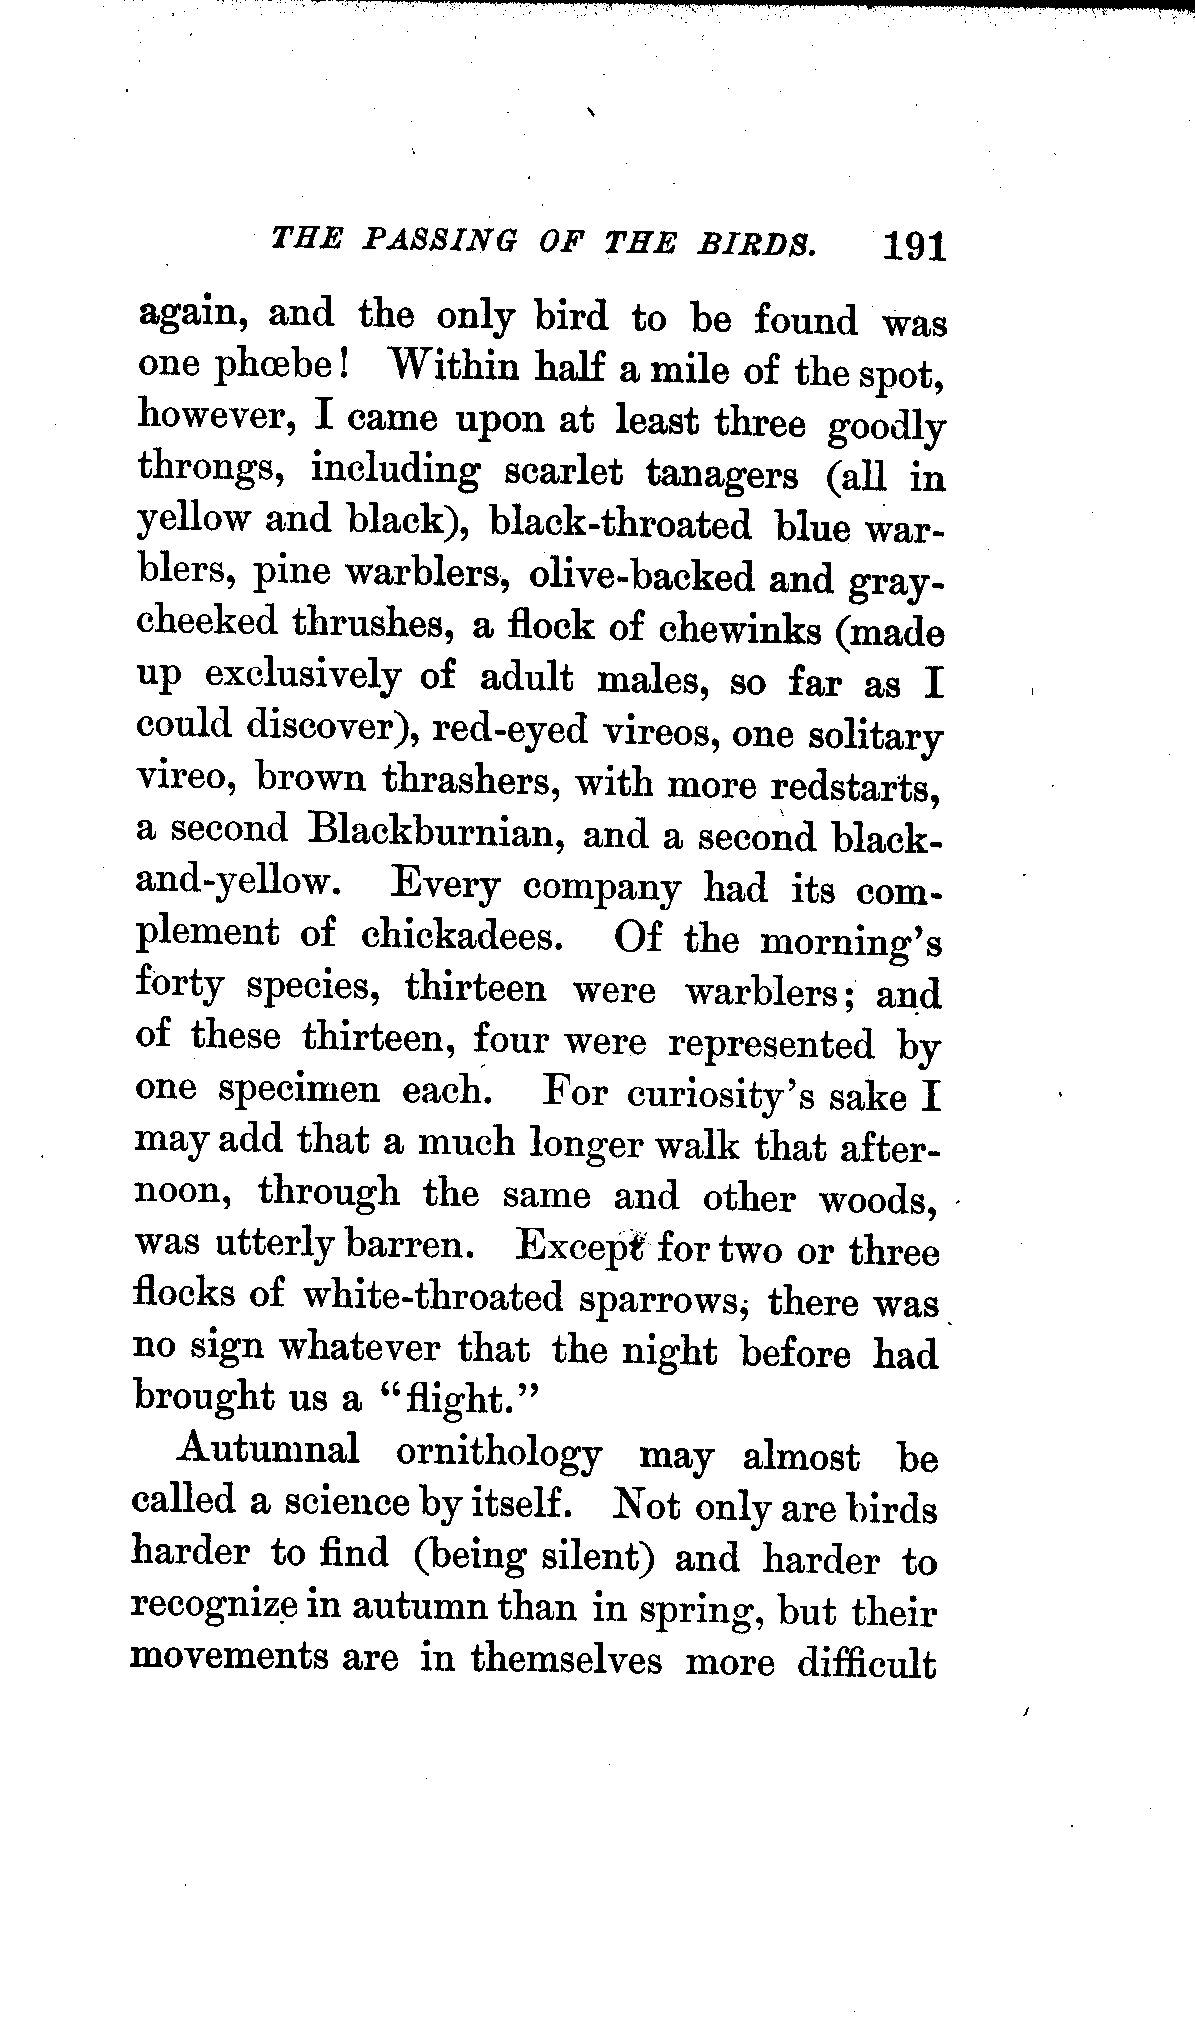 THE PASSING OF THE BIRDS. 191
again, and the only bird to be found was
one phœbe! Within half a mile of the spot,
however, I came upon at least three goodly
throngs, including scarlet tanagers (all in
yellow and black), black-throated blue war-
blers, pine warblers, olive-backed and gray-
cheeked thrushes, a flock of chewinks (made
up exclusively of adult males, so far as I
could discover), red-eyed vireos, one solitary
vireo, brown thrashers, with more redstarts,
a second Blackburnian, and a second black-
and-yellow. Every company had its com-
plement of chickadees. Of the morning's
forty species, thirteen were warblers; and
of these thirteen, four were represented by
one specimen each. For curiosity's sake I
may add that a much longer walk that after-
noon, through the same and other woods,
was utterly barren. Except for two or three
flocks of white-throated sparrows, there was
no sign whatever that the night before had
brought us a "flight."
Autumnal ornithology may almost be
called a science by itself. Not only are birds
harder to find (being silent) and harder to
recognize in autumn than in spring, but their
movements are in themselves more difficult